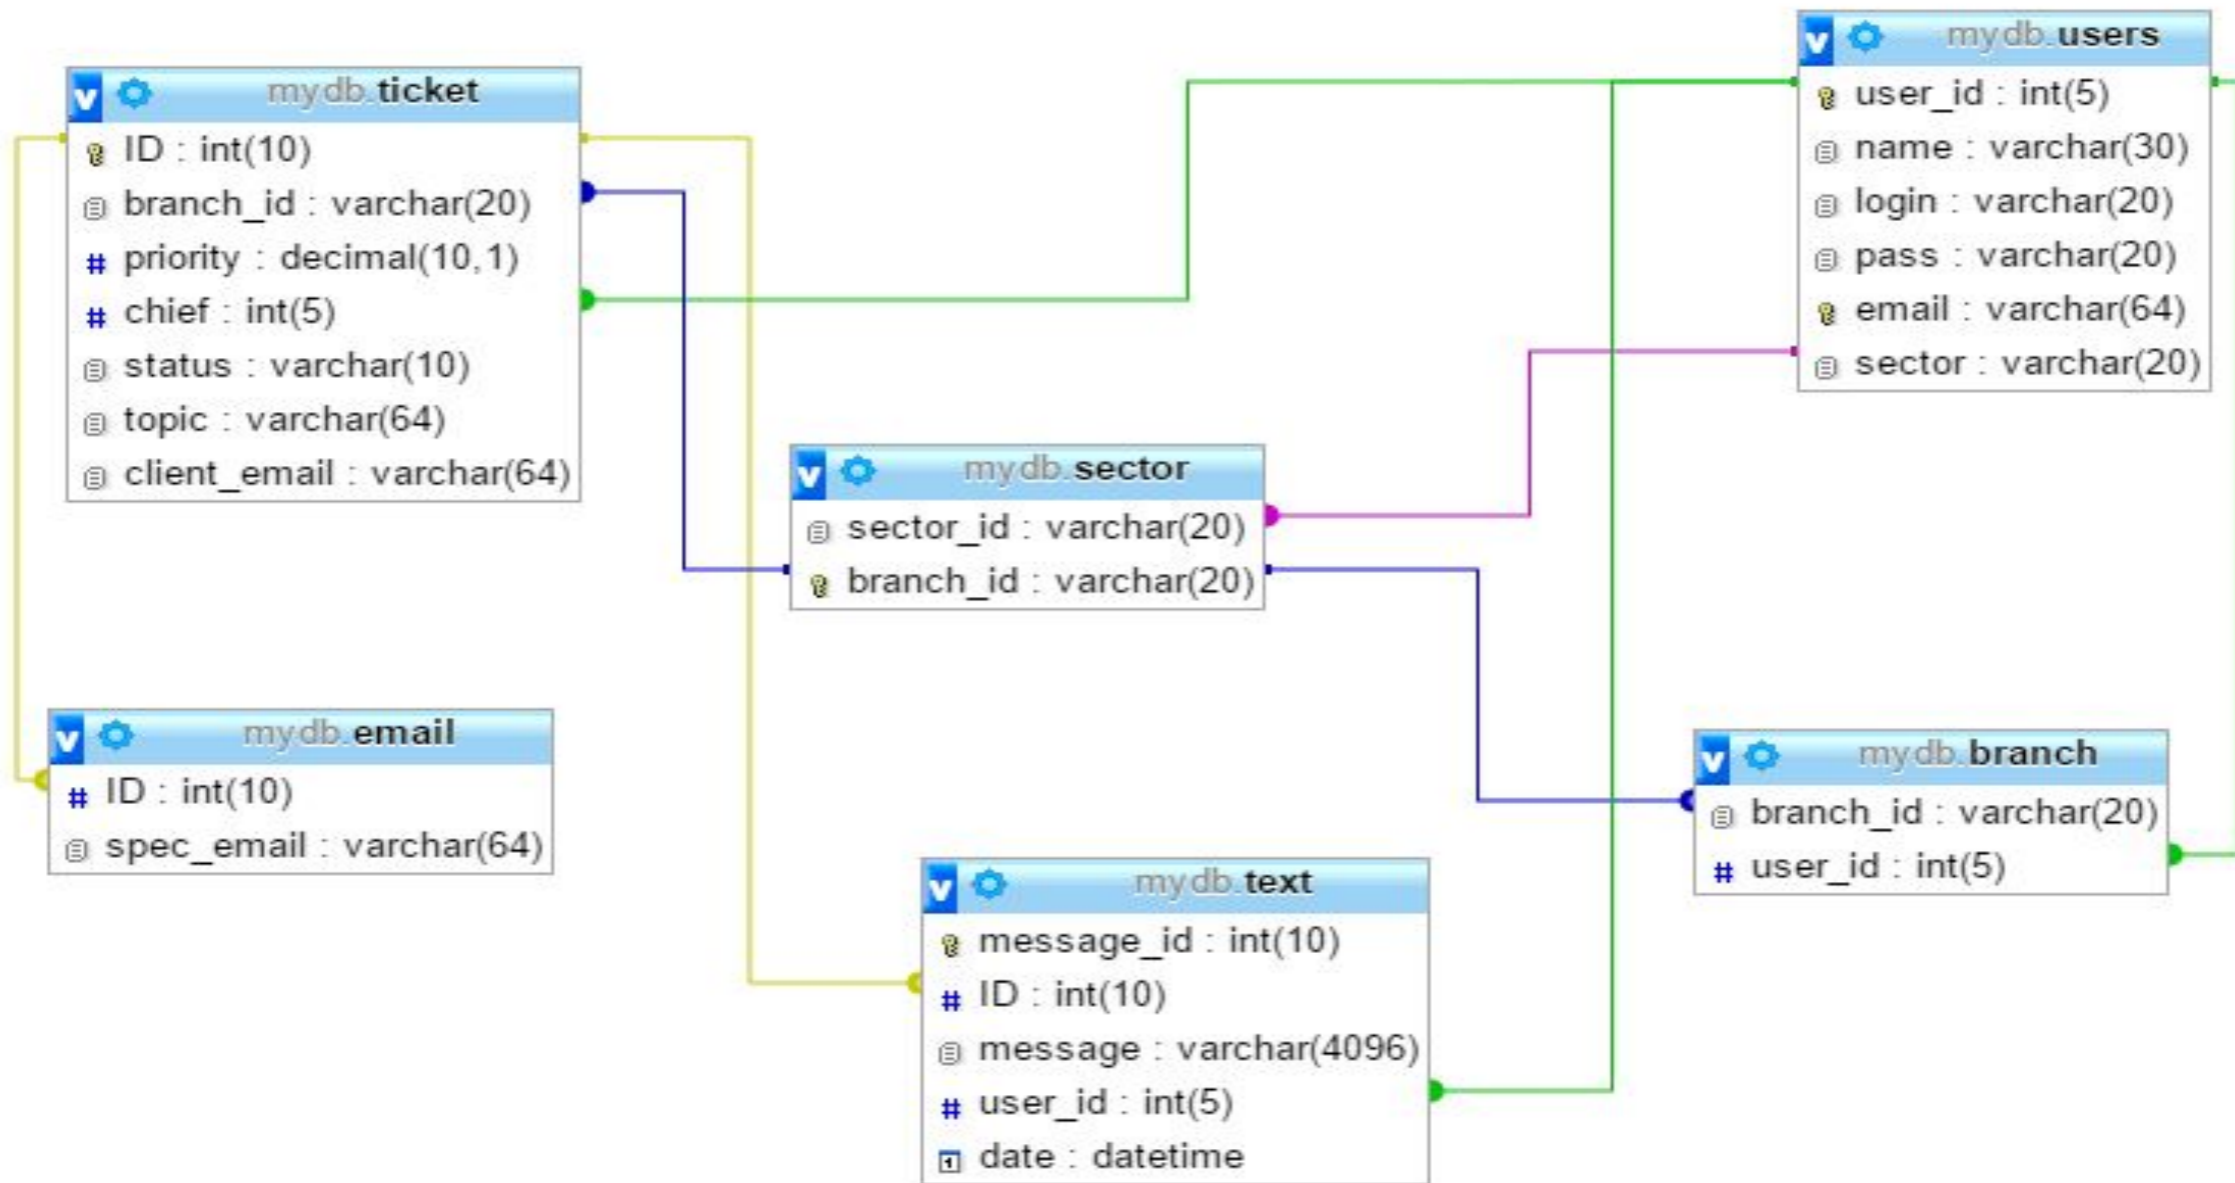 mydb.ticket
ID : int(10)
branch_id : varchar(20)
priority : decimal(10,1)
chief : int(5)
status : varchar(10)
topic : varchar(64)
client_email : varchar(64)
mydb.users
user_id : int(5)
name : varchar(30)
login : varchar(20)
pass : varchar(20)
email : varchar(64)
sector : varchar(20)
mydb.sector
sector_id : varchar(20)
branch_id : varchar(20)
mydb.email
ID : int(10)
spec_email : varchar(64)
mydb.branch
branch_id : varchar(20)
user_id : int(5)
mydb.text
message_id : int(10)
ID : int(10)
message : varchar(4096)
user_id : int(5)
date : datetime